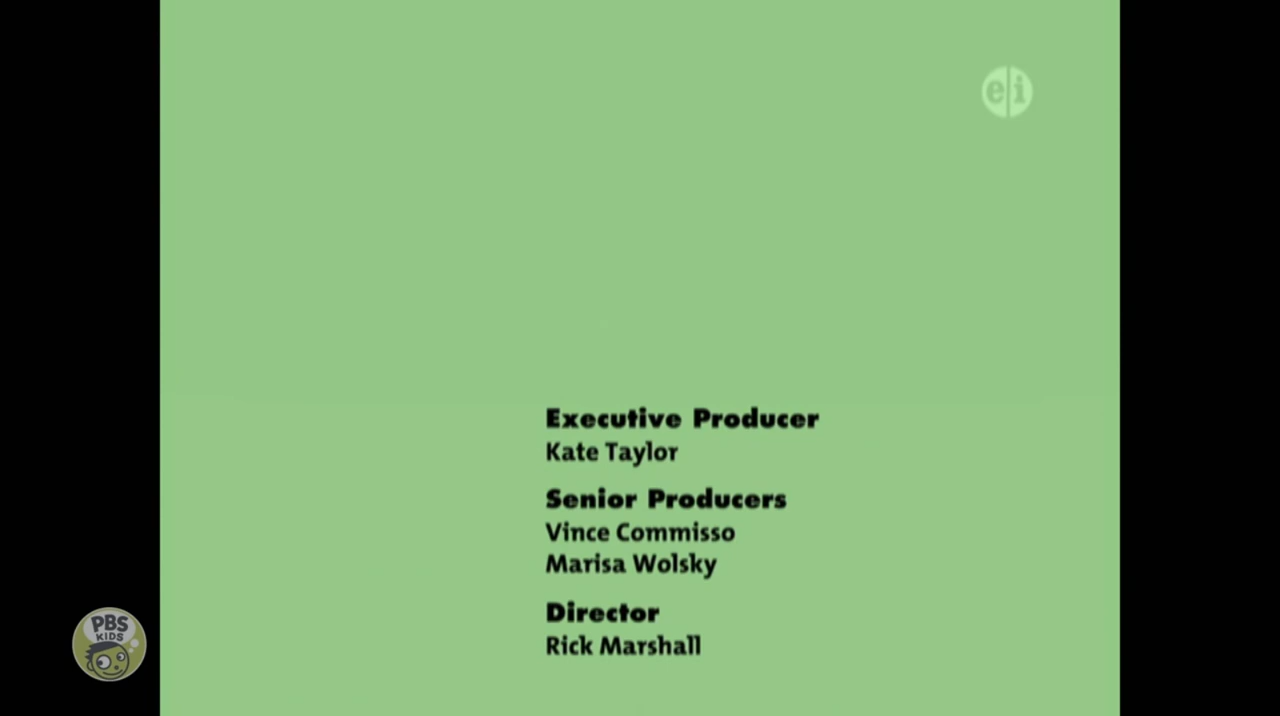 e|i
Executive Producer
Kate Taylor
Senior Producers
Vince Commisso
Marisa Wolsky
Director
Rick Marshall
PBS
KIDS